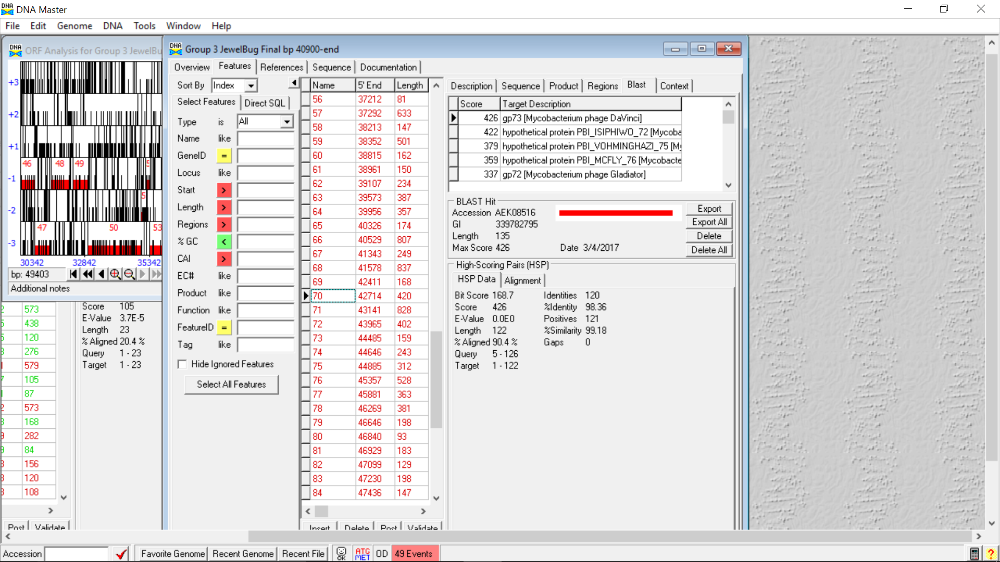 DNA Master
File Edit Genome DNA Tools Window Help
ORF Analysis for Group 3 JewelBu
+3
+2
+1
46 48 49 5
-1
5
-2
47 50 53
-3
30342 32842 35342
bp: 49403
Additional notes
573
438
120
276
579
105
87
573
168
282
84
156
120
108
Score 105
E-Value 3.7E-5
Length 23
% Aligned 20.4 %
Query 1 - 23
Target 1 - 23
Post Validate
Group 3 JewelBug Final bp 40900-end
Overview Features References Sequence Documentation
Sort By Index
Select Features Direct SQL
Type is All
Name like
GeneID =
Locus like
Start >
Length >
Regions >
% GC <
CAI >
EC# like
Product like
Function like
FeatureID =
Tag like
Hide Ignored Features
Select All Features
Name 5' End Length
56 37212 81
57 37292 633
58 38213 147
59 38352 501
60 38815 162
61 38961 150
62 39107 234
63 39573 387
64 39956 357
65 40326 174
66 40529 807
67 41343 249
68 41578 837
69 42411 168
70 42714 420
71 43141 828
72 43965 402
73 44485 159
74 44646 243
75 44885 312
76 45357 528
77 45881 363
78 46269 381
79 46646 198
80 46840 93
81 46929 183
82 47099 129
83 47230 198
84 47436 147
Insert Delete Post Validate
Description Sequence Product Regions Blast Context
Score Target Description
426 gp73 [Mycobacterium phage DaVinci]
422 hypothetical protein PBI_ISIPHIWO_72 [Mycoba
379 hypothetical protein PBI_VOHMINGHAZI_75 [My
359 hypothetical protein PBI_MCFLY_76 [Mycobacte
337 gp72 [Mycobacterium phage Gladiator]
BLAST Hit
Accession AEK08516
GI 339782795
Length 135
Max Score 426 Date 3/4/2017
Export
Export All
Delete
Delete All
High-Scoring Pairs (HSP)
HSP Data Alignment
Bit Score 168.7 Identities 120
Score 426 %Identity 98.36
E-Value 0.0E0 Positives 121
Length 122 %Similarity 99.18
% Aligned 90.4 % Gaps 0
Query 5 - 126
Target 1 - 122
Accession Favorite Genome Recent Genome Recent File OK ATG MET OD 49 Events ?